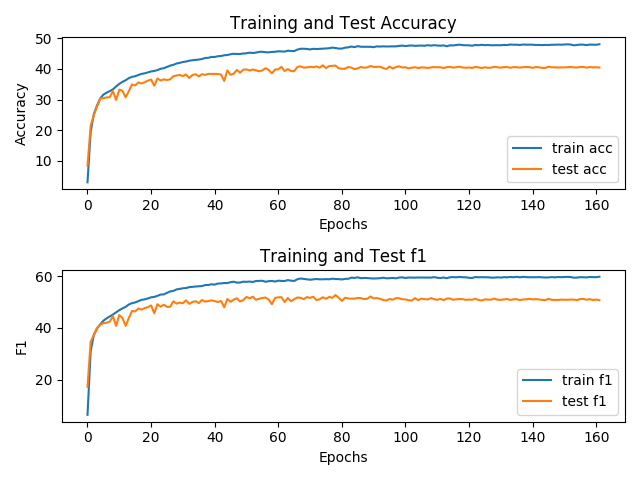 Training and Test Accuracy
50
40
30
20
10
Accuracy
train acc
test acc
0 20 40 60 80 100 120 140 160
Epochs
Training and Test f1
60
40
20
F1
train f1
test f1
0 20 40 60 80 100 120 140 160
Epochs